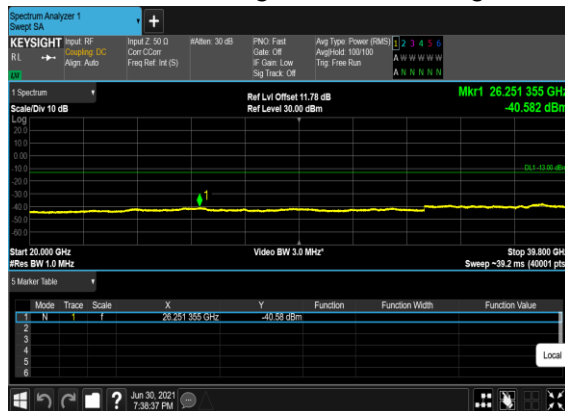 Spectrum Analyzer 1
Swept SA
KEYSIGHT Input: RF Input Z: 50 Ω #Atten: 30 dB PNO: Fast Avg Type: Power (RMS) 1 2 3 4 5 6
RL Coupling: DC Corr CCorr Gate: Off Avg|Hold: 100/100 A W W W W W
Align: Auto Freq Ref: Int (S) IF Gain: Low Trig: Free Run
LW Sig Track: Off A N N N N N
1 Spectrum Ref Lvl Offset 11.78 dB Mkr1 26.251 355 GHz
Scale/Div 10 dB Ref Level 30.00 dBm -40.582 dBm
Log
20.0
10.0
0.00
-10.0 DL1 -13.00 dBm
-20.0
-30.0
-40.0 1
-50.0
-60.0
Start 20.000 GHz Video BW 3.0 MHz* Stop 39.800 GHz
#Res BW 1.0 MHz Sweep ~39.2 ms (40001 pts)
5 Marker Table
Mode Trace Scale X Y Function Function Width Function Value
1 N 1 f 26.251 355 GHz -40.58 dBm
2
3
4
5
6
Local
? Jun 30, 2021
7:38:37 PM